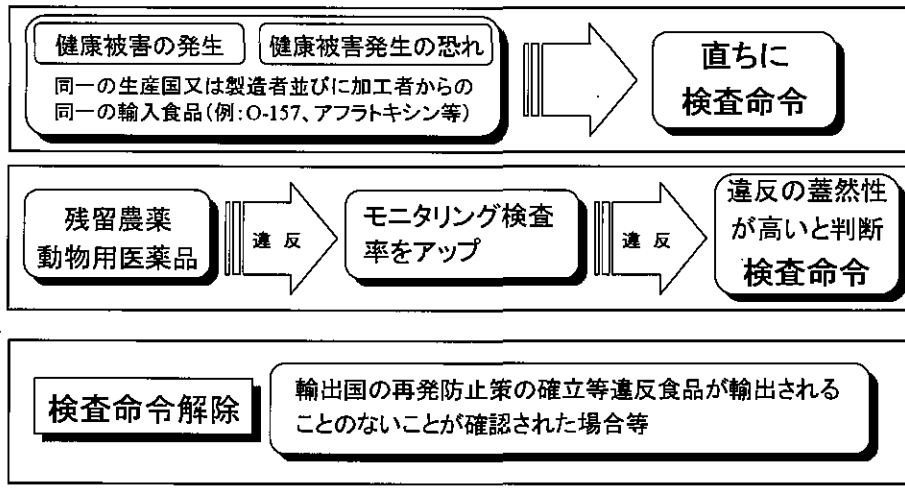 健康被害の発生
健康被害発生の恐れ
同一の生産国又は製造者並びに加工者からの
同一の輸入食品(例:O-157、アフラトキシン等)
直ちに
検査命令
残留農薬
動物用医薬品
違反
モニタリング検査
率をアップ
違反
違反の蓋然性
が高いと判断
検査命令
検査命令解除
輸出国の再発防止策の確立等違反食品が輸出される
ことのないことが確認された場合等